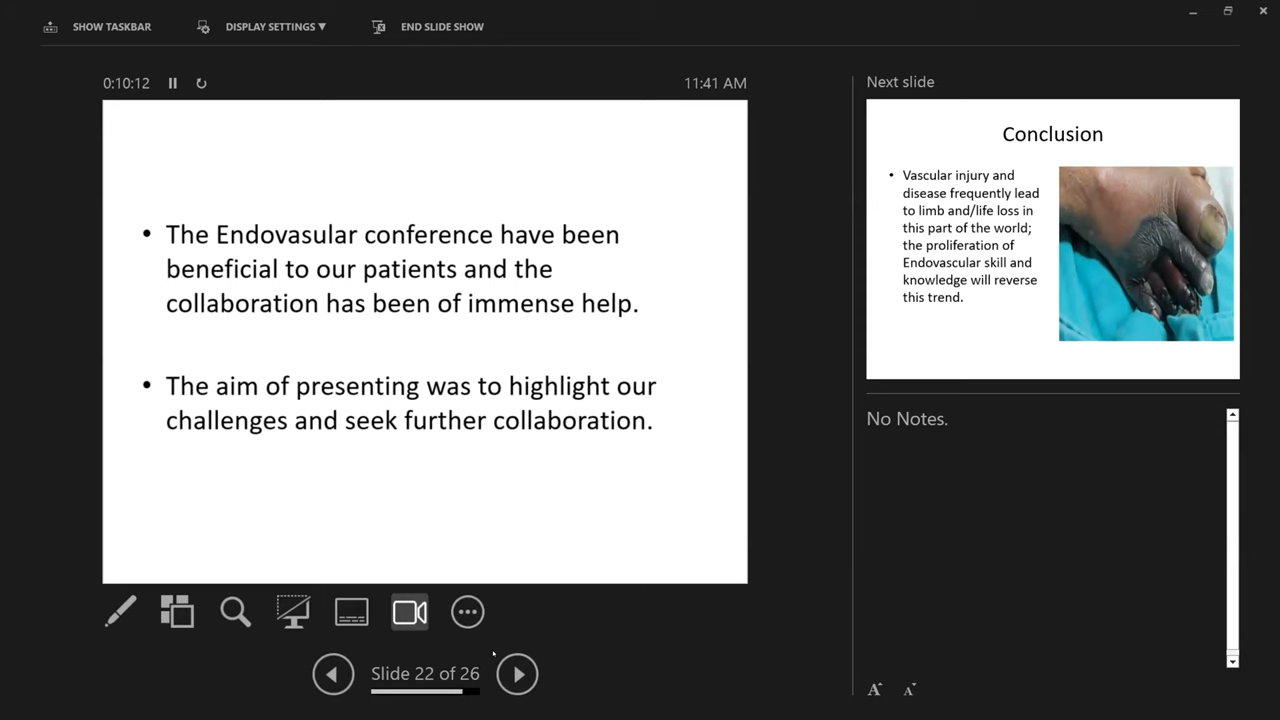 SHOW TASKBAR
DISPLAY SETTINGS ▼
END SLIDE SHOW
0:10:12
11:41 AM
• The Endovasular conference have been
beneficial to our patients and the
collaboration has been of immense help.
• The aim of presenting was to highlight our
challenges and seek further collaboration.
Slide 22 of 26
Next slide
Conclusion
• Vascular injury and
disease frequently lead
to limb and/life loss in
this part of the world;
the proliferation of
Endovascular skill and
knowledge will reverse
this trend.
No Notes.
A A